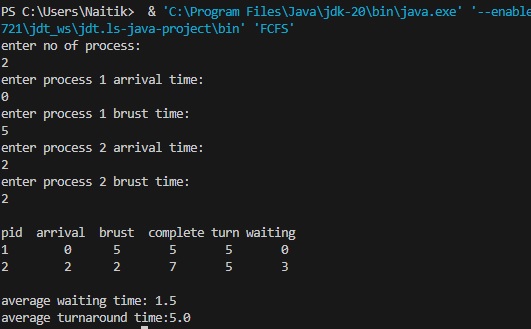 PS C:\Users\Naitik>  & 'C:\Program Files\Java\jdk-20\bin\java.exe' '--enable
721\jdt_ws\jdt.ls-java-project\bin' 'FCFS'
enter no of process:
2
enter process 1 arrival time:
0
enter process 1 brust time:
5
enter process 2 arrival time:
2
enter process 2 brust time:
2
pid  arrival  brust  complete turn waiting
1      0       5       5       5      0
2      2       2       7       5      3
average waiting time: 1.5
average turnaround time:5.0